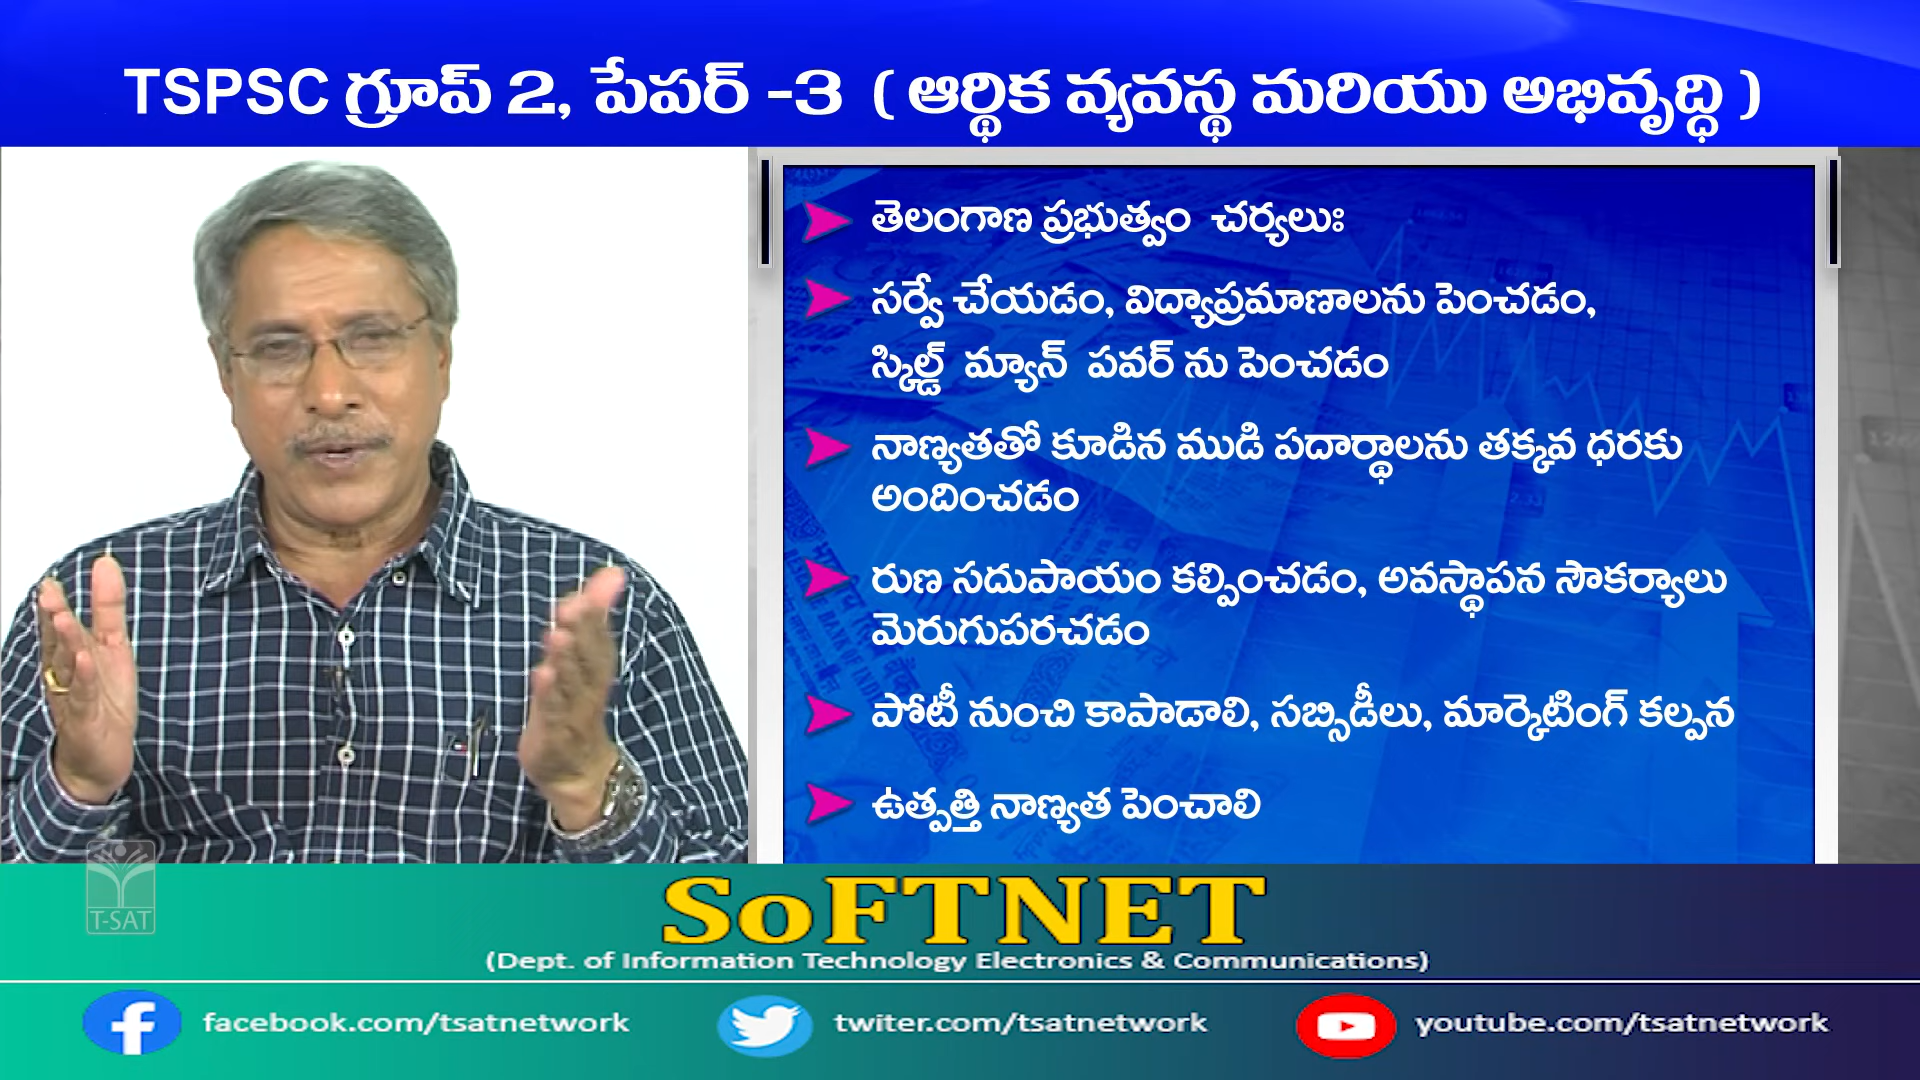 TSPSC గ్రూప్ 2, పేపర్ -3 ( ఆర్థిక వ్యవస్థ మరియు అభివృద్ధి )
తెలంగాణ ప్రభుత్వం చర్యలుః
సర్వే చేయడం, విద్యాప్రమాణాలను పెంచడం,
స్కిల్డ్ మ్యాన్ పవర్ ను పెంచడం
నాణ్యతతో కూడిన ముడి పదార్థాలను తక్కవ ధరకు
అందించడం
రుణ సదుపాయం కల్పించడం, అవస్థాపన సౌకర్యాలు
మెరుగుపరచడం
పోటీ నుంచి కాపాడాలి, సబ్సిడీలు, మార్కెటింగ్ కల్పన
ఉత్పత్తి నాణ్యత పెంచాలి
T-SAT
SoFTNET
(Dept. of Information Technology Electronics & Communications)
facebook.com/tsatnetwork
twiter.com/tsatnetwork
youtube.com/tsatnetwork